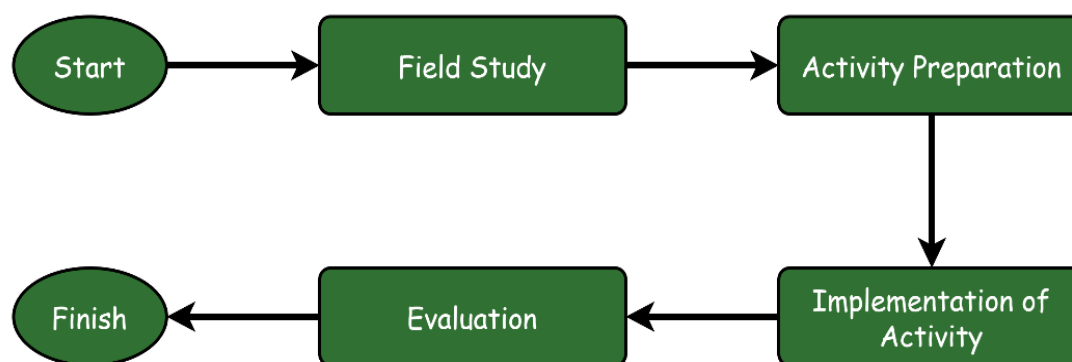 Start
Field Study
Activity Preparation
Implementation of
Activity
Evaluation
Finish